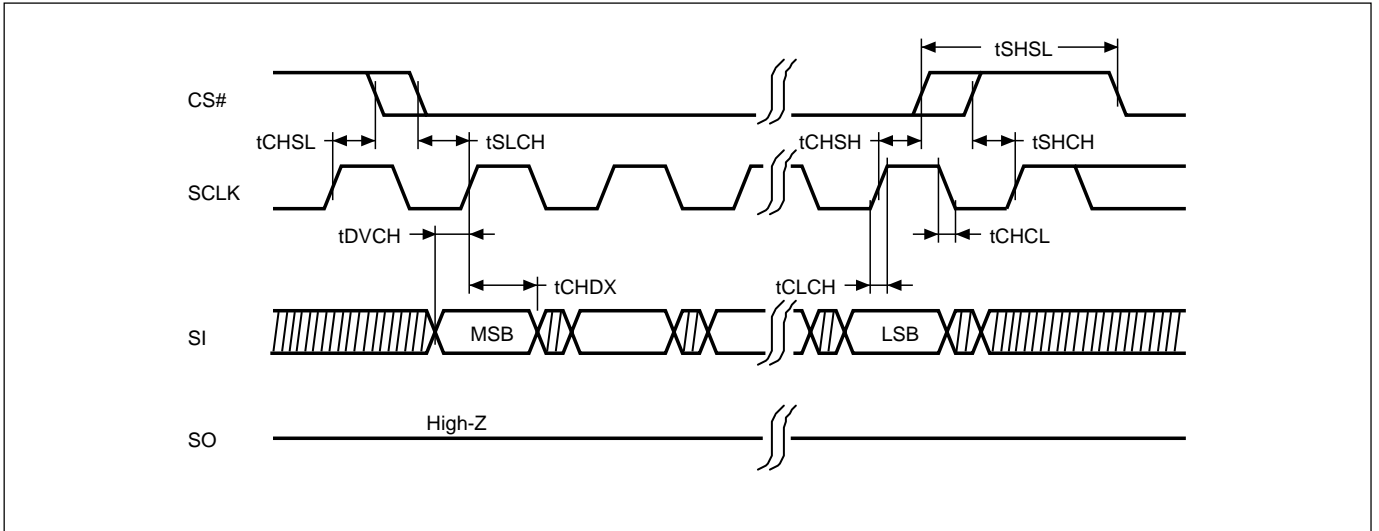 tSHSL
CS#
tCHSL
tSLCH
tCHSH
tSHCH
SCLK
tDVCH
tCHCL
tCHDX
tCLCH
SI
MSB
LSB
High-Z
SO